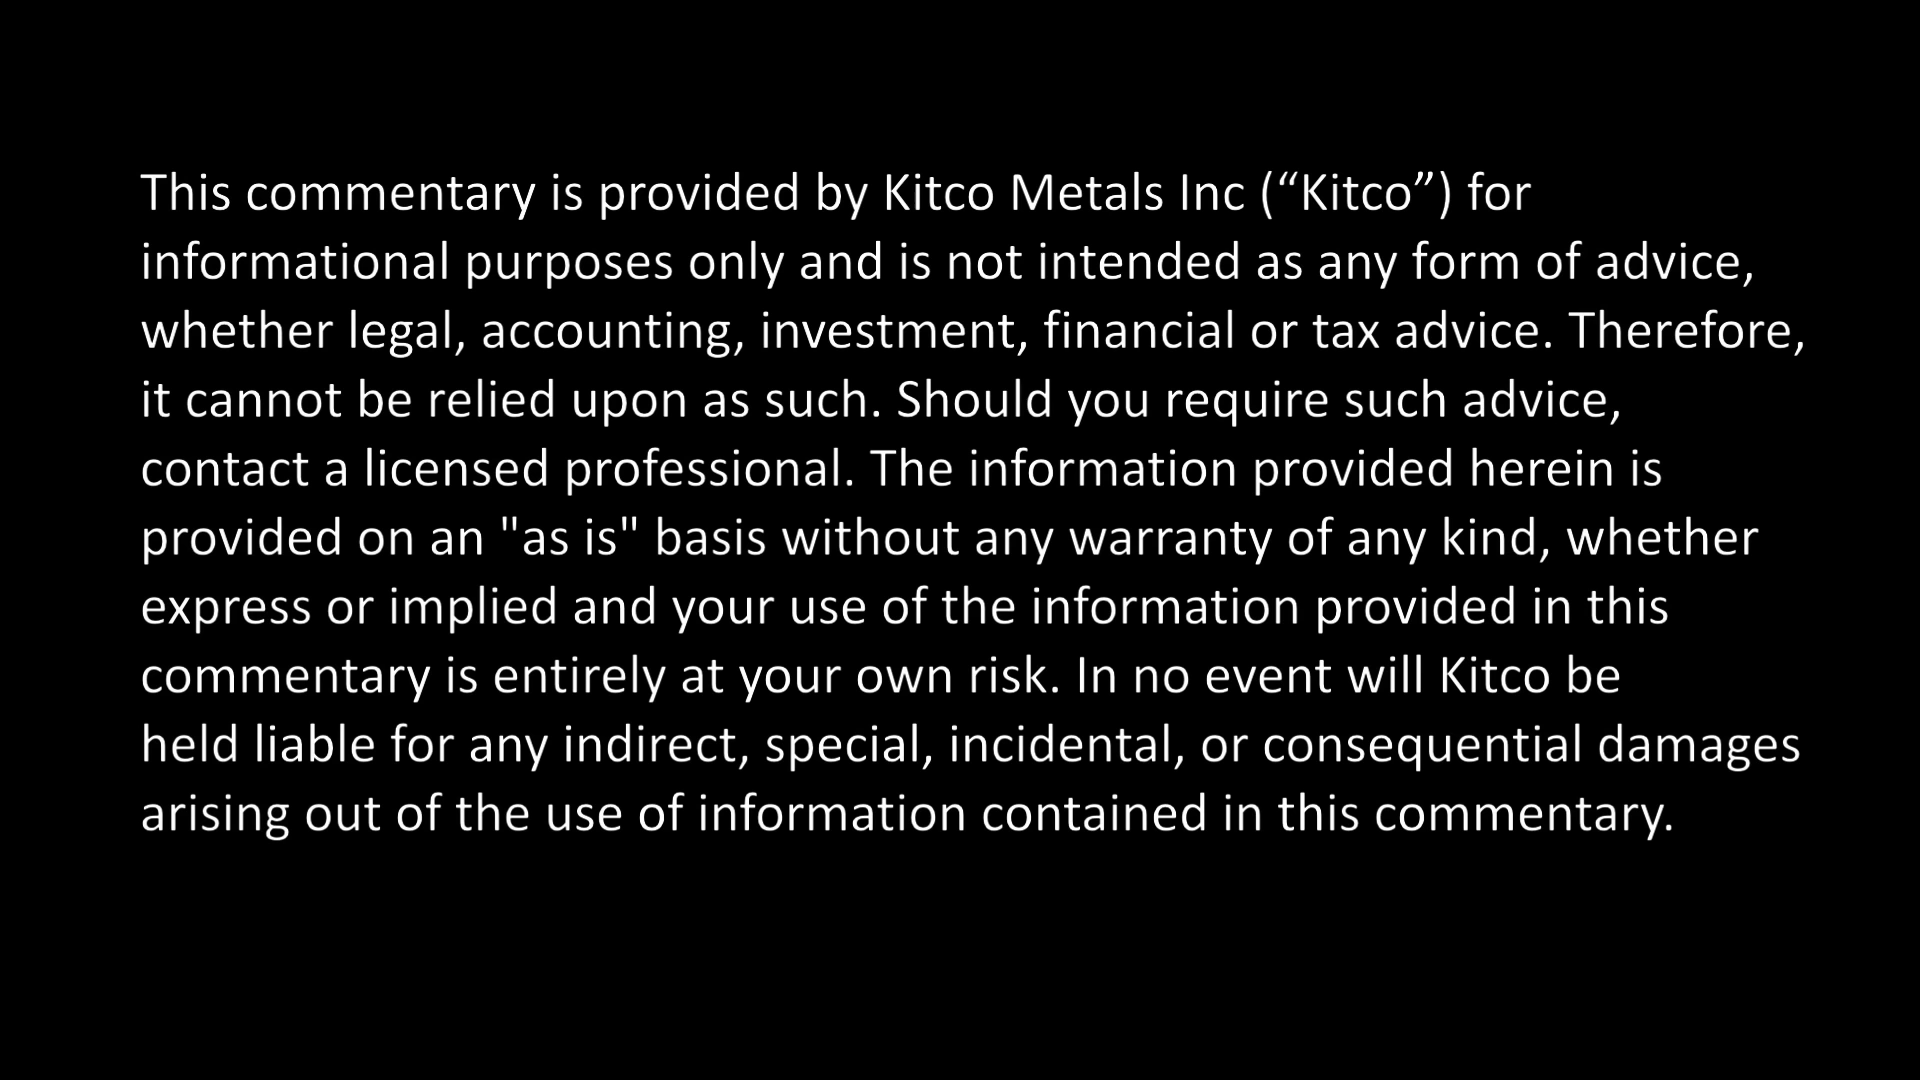 This commentary is provided by Kitco Metals Inc (“Kitco”) for
informational purposes only and is not intended as any form of advice,
whether legal, accounting, investment, financial or tax advice. Therefore,
it cannot be relied upon as such. Should you require such advice,
contact a licensed professional. The information provided herein is
provided on an "as is" basis without any warranty of any kind, whether
express or implied and your use of the information provided in this
commentary is entirely at your own risk. In no event will Kitco be
held liable for any indirect, special, incidental, or consequential damages
arising out of the use of information contained in this commentary.